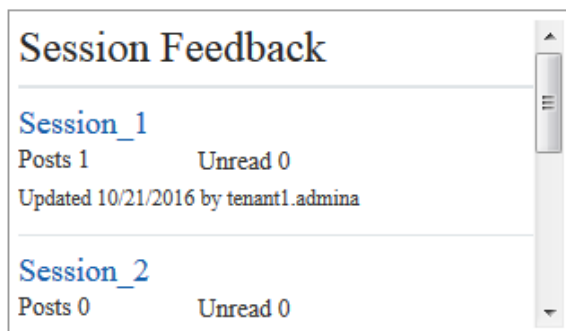 Session Feedback
Session_1
Posts 1 Unread 0
Updated 10/21/2016 by tenant1.admina
Session_2
Posts 0 Unread 0